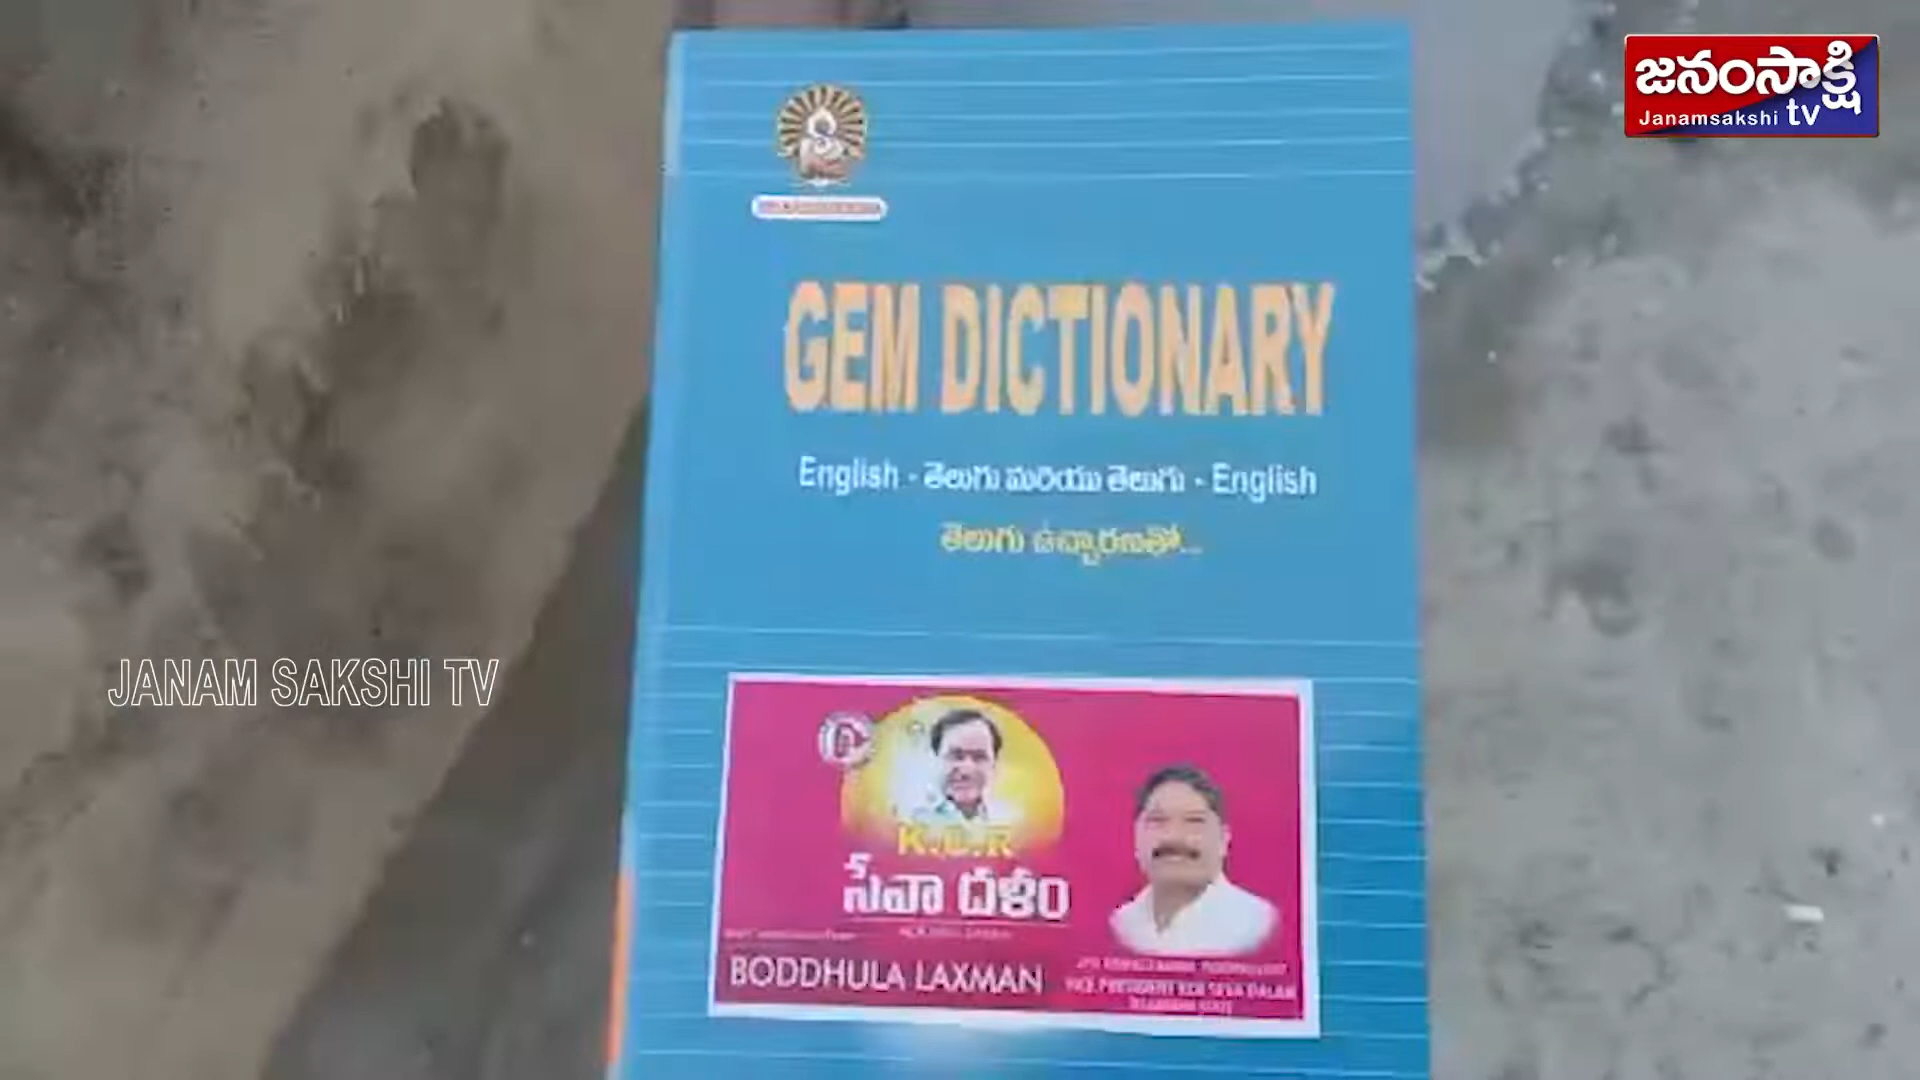 జనంసాక్షి
Janamsakshi tv
GEM DICTIONARY
English - తెలుగు మరియు తెలుగు - English
తెలుగు ఉచ్చారణతో...
JANAM SAKSHI TV
సేవా దళం
BODDHULA LAXMAN
VICE PRESIDENT KCR SEVA DALAM